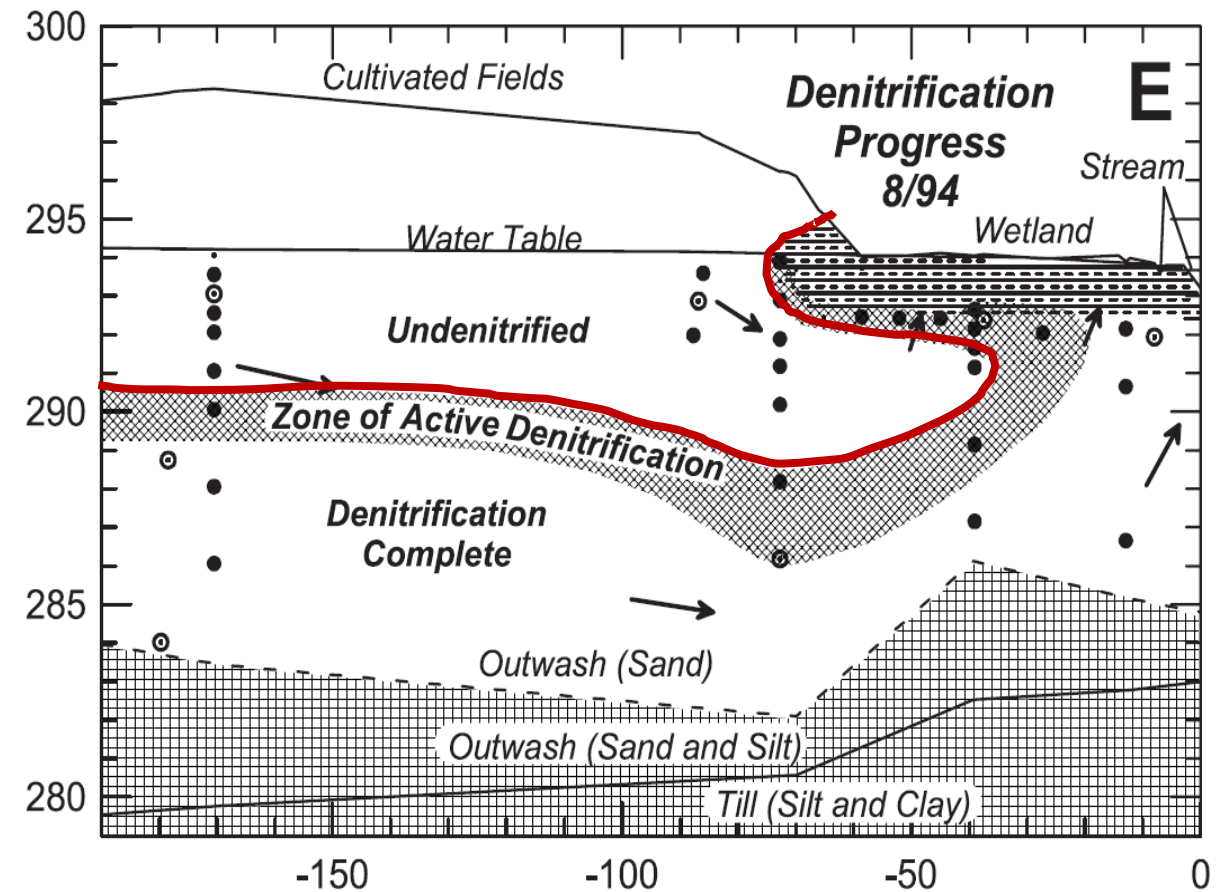 300
Cultivated Fields
Denitrification
Progress
8/94
E
Stream
295
Water Table
Wetland
Undenitrified
290
Zone of Active Denitrification
Denitrification
Complete
285
Outwash (Sand)
Outwash (Sand and Silt)
280
Till (Silt and Clay)
-150
-100
-50
0